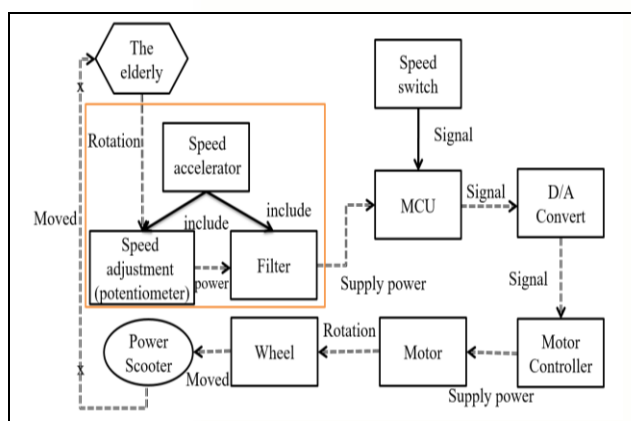 The
elderly
x
Speed
switch
Rotation
Speed
accelerator
Signal
Signal
MCU
D/A
Convert
Moved
include
include
Speed
adjustment
(potentiometer)
power
Filter
Supply power
Signal
Power
Scooter
Moved
Wheel
Rotation
Motor
Motor
Controller
Supply power
x